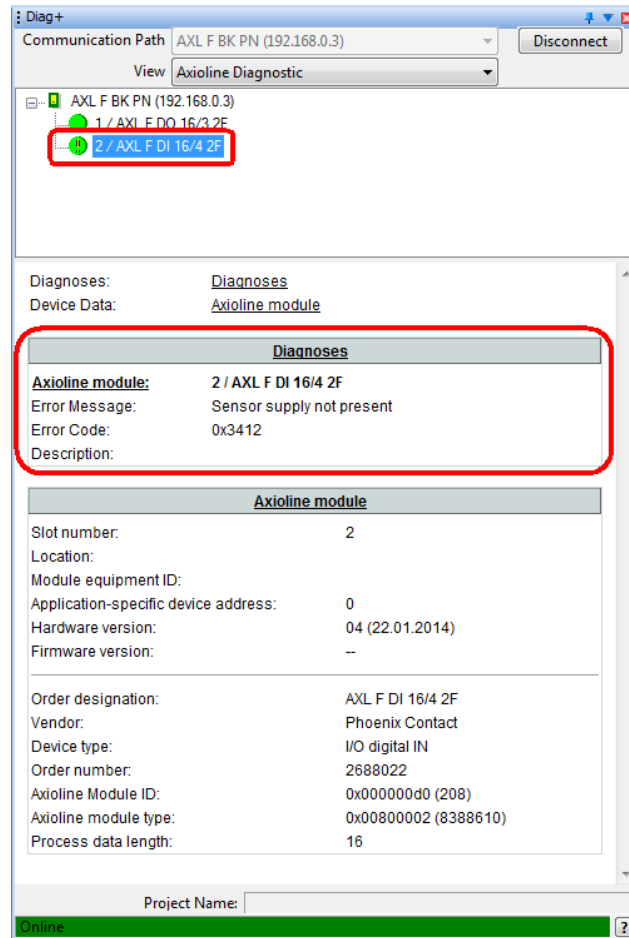 Diag+
Communication Path AXL F BK PN (192.168.0.3) Disconnect
View Axioline Diagnostic
AXL F BK PN (192.168.0.3)
1 / AXL F DO 16/3 2F
2 / AXL F DI 16/4 2F
Diagnoses: Diagnoses
Device Data: Axioline module
Diagnoses
Axioline module: 2 / AXL F DI 16/4 2F
Error Message: Sensor supply not present
Error Code: 0x3412
Description:
Axioline module
Slot number: 2
Location:
Module equipment ID:
Application-specific device address: 0
Hardware version: 04 (22.01.2014)
Firmware version: --
Order designation: AXL F DI 16/4 2F
Vendor: Phoenix Contact
Device type: I/O digital IN
Order number: 2688022
Axioline Module ID: 0x000000d0 (208)
Axioline module type: 0x00800002 (8388610)
Process data length: 16
Project Name:
Online ?